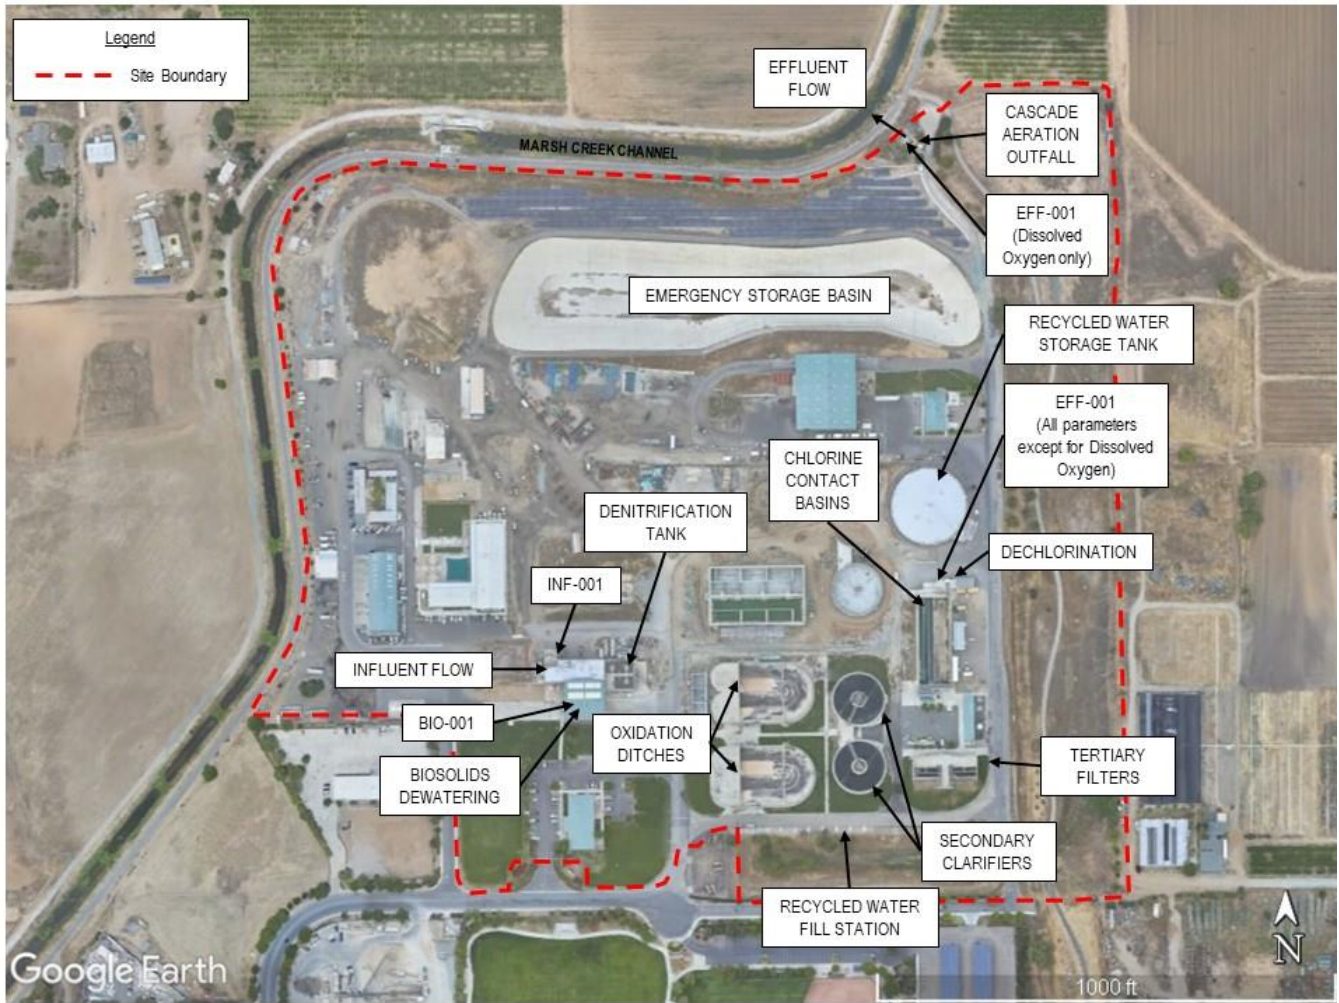 Legend
Site Boundary
EFFLUENT
FLOW
CASCADE
AERATION
OUTFALL
MARSH CREEK CHANNEL
EFF-001
(Dissolved
Oxygen only)
EMERGENCY STORAGE BASIN
RECYCLED WATER
STORAGE TANK
EFF-001
(All parameters
except for Dissolved
Oxygen)
CHLORINE
CONTACT
BASINS
DENITRIFICATION
TANK
DECHLORINATION
INF-001
INFLUENT FLOW
BIO-001
OXIDATION
DITCHES
BIOSOLIDS
DEWATERING
TERTIARY
FILTERS
SECONDARY
CLARIFIERS
RECYCLED WATER
FILL STATION
N
Google Earth
1000 ft